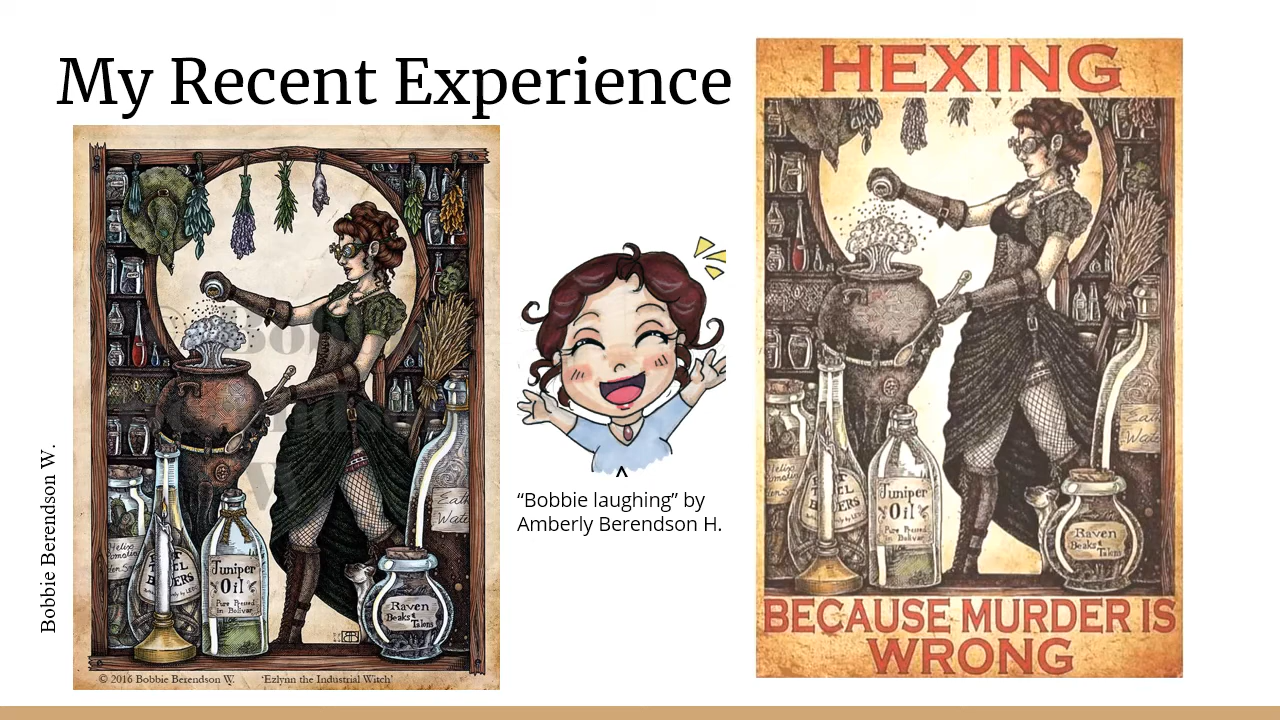 My Recent Experience
Bobbie Berendson W.
Juniper
Oil
Pure Pressed
in Bolivar
Raven
Beaks
Talons
© 2016 Bobbie Berendson W.
'Ezlynn the Industrial Witch'
^
“Bobbie laughing” by
Amberly Berendson H.
HEXING
Juniper
Oil
Pure Pressed
in Bolivar
Raven
Beaks
Talons
BECAUSE MURDER IS
WRONG